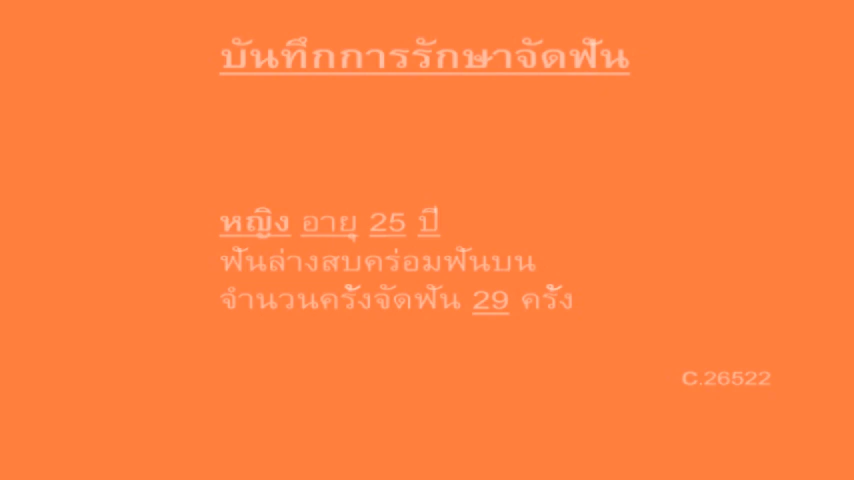 บันทึกการรักษาจัดฟัน
หญิง อายุ 25 ปี
ฟันล่างสบคร่อมฟันบน
จำนวนครั้งจัดฟัน 29 ครั้ง
C.26522